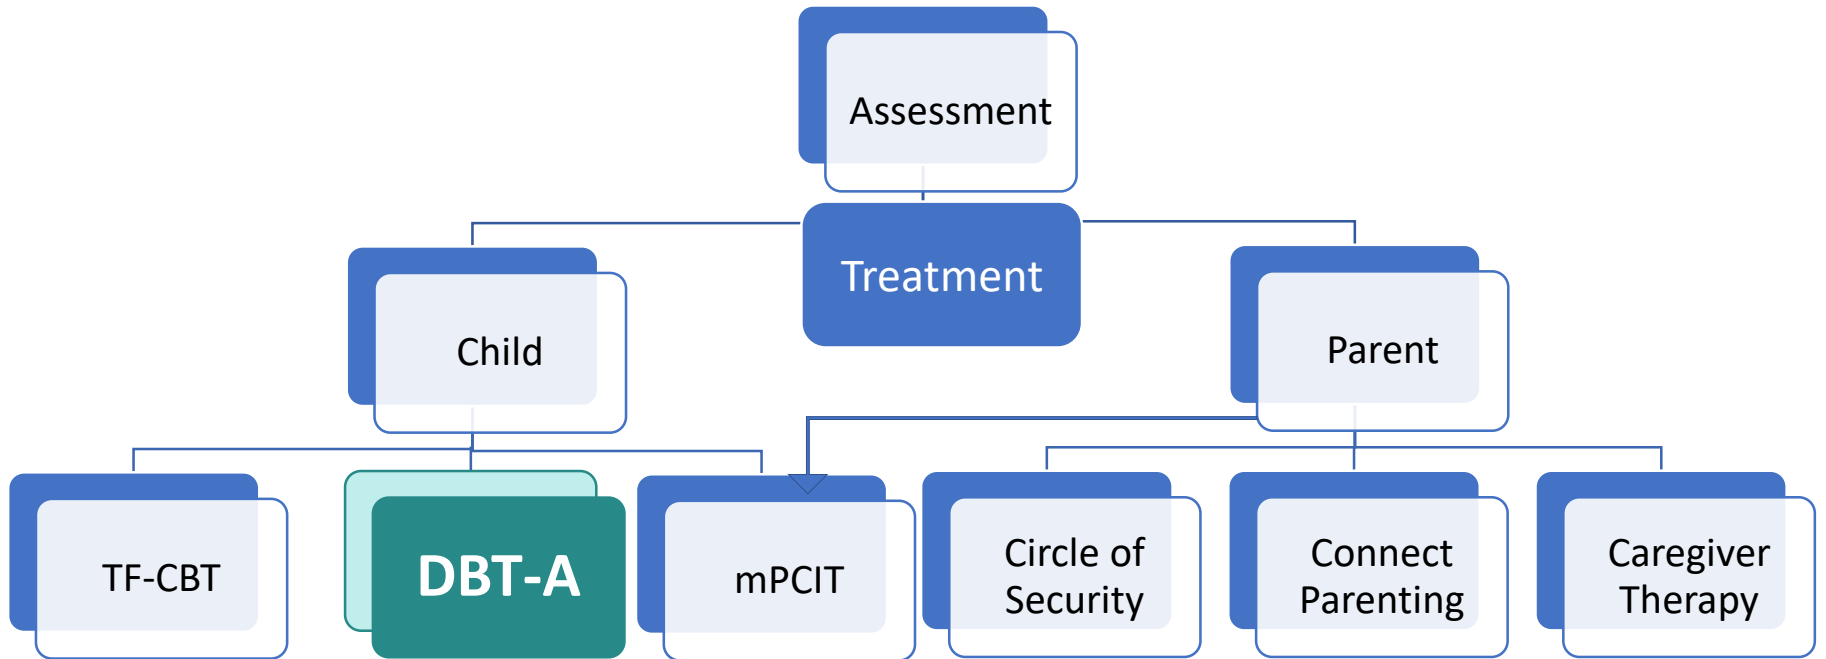 Assessment
Treatment
Child
Parent
TF-CBT
DBT-A
mPCIT
Circle of
Security
Connect
Parenting
Caregiver
Therapy